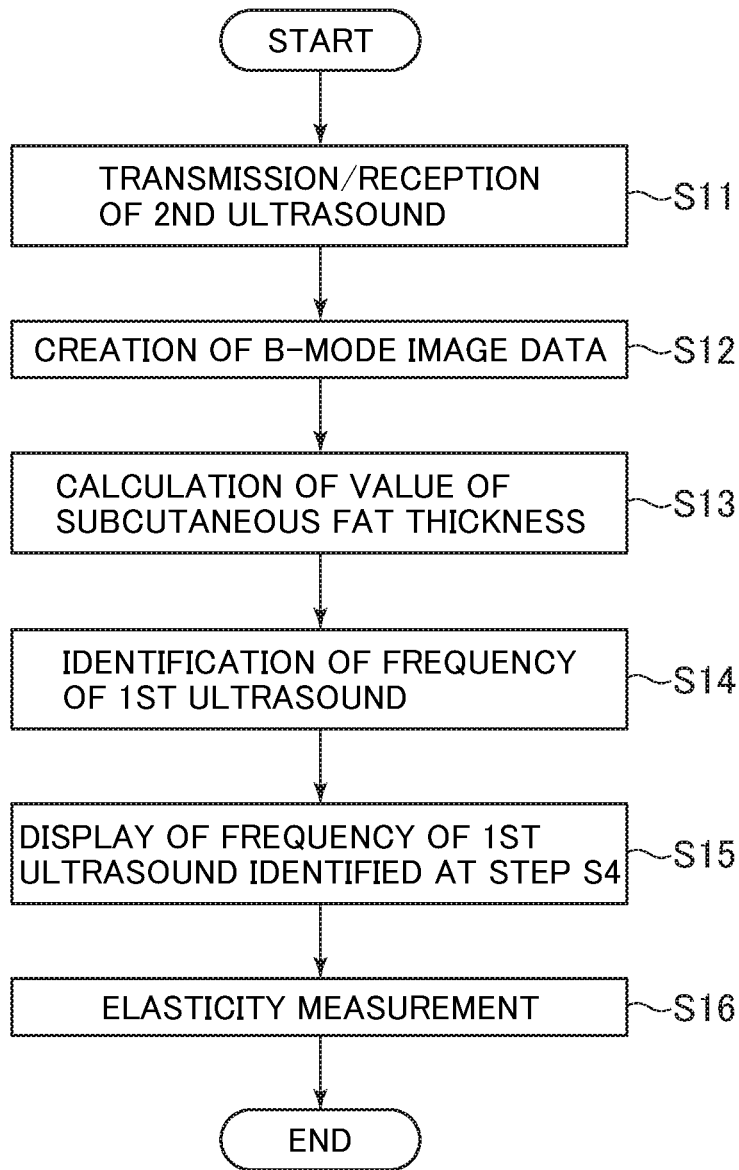 START
TRANSMISSION/RECEPTION
OF 2ND ULTRASOUND
S11
CREATION OF B-MODE IMAGE DATA
S12
CALCULATION OF VALUE OF
SUBCUTANEOUS FAT THICKNESS
S13
IDENTIFICATION OF FREQUENCY
OF 1ST ULTRASOUND
S14
DISPLAY OF FREQUENCY OF 1ST
ULTRASOUND IDENTIFIED AT STEP S4
S15
ELASTICITY MEASUREMENT
S16
END